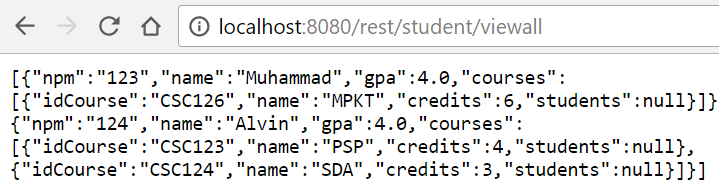 localhost:8080/rest/student/viewall
[{"npm":"123","name":"Muhammad","gpa":4.0,"courses":
[{"idCourse":"CSC126","name":"MPKT","credits":6,"students":null}]}
{"npm":"124","name":"Alvin","gpa":4.0,"courses":
[{"idCourse":"CSC123","name":"PSP","credits":4,"students":null},
{"idCourse":"CSC124","name":"SDA","credits":3,"students":null}]}]